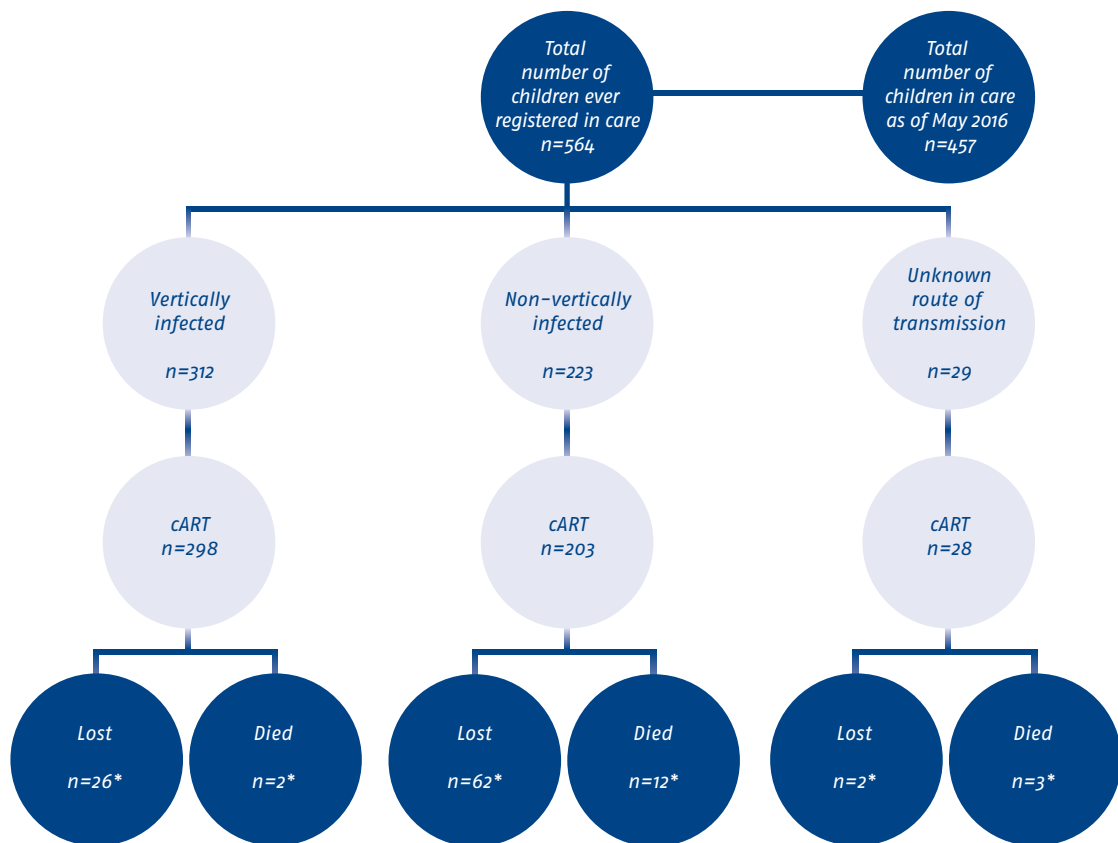 Total
number of
children ever
registered in care
n=564
Total
number of
children in care
as of May 2016
n=457
Vertically
infected
n=312
Non-vertically
infected
n=223
Unknown
route of
transmission
n=29
cART
n=298
cART
n=203
cART
n=28
Lost
n=26*
Died
n=2*
Lost
n=62*
Died
n=12*
Lost
n=2*
Died
n=3*